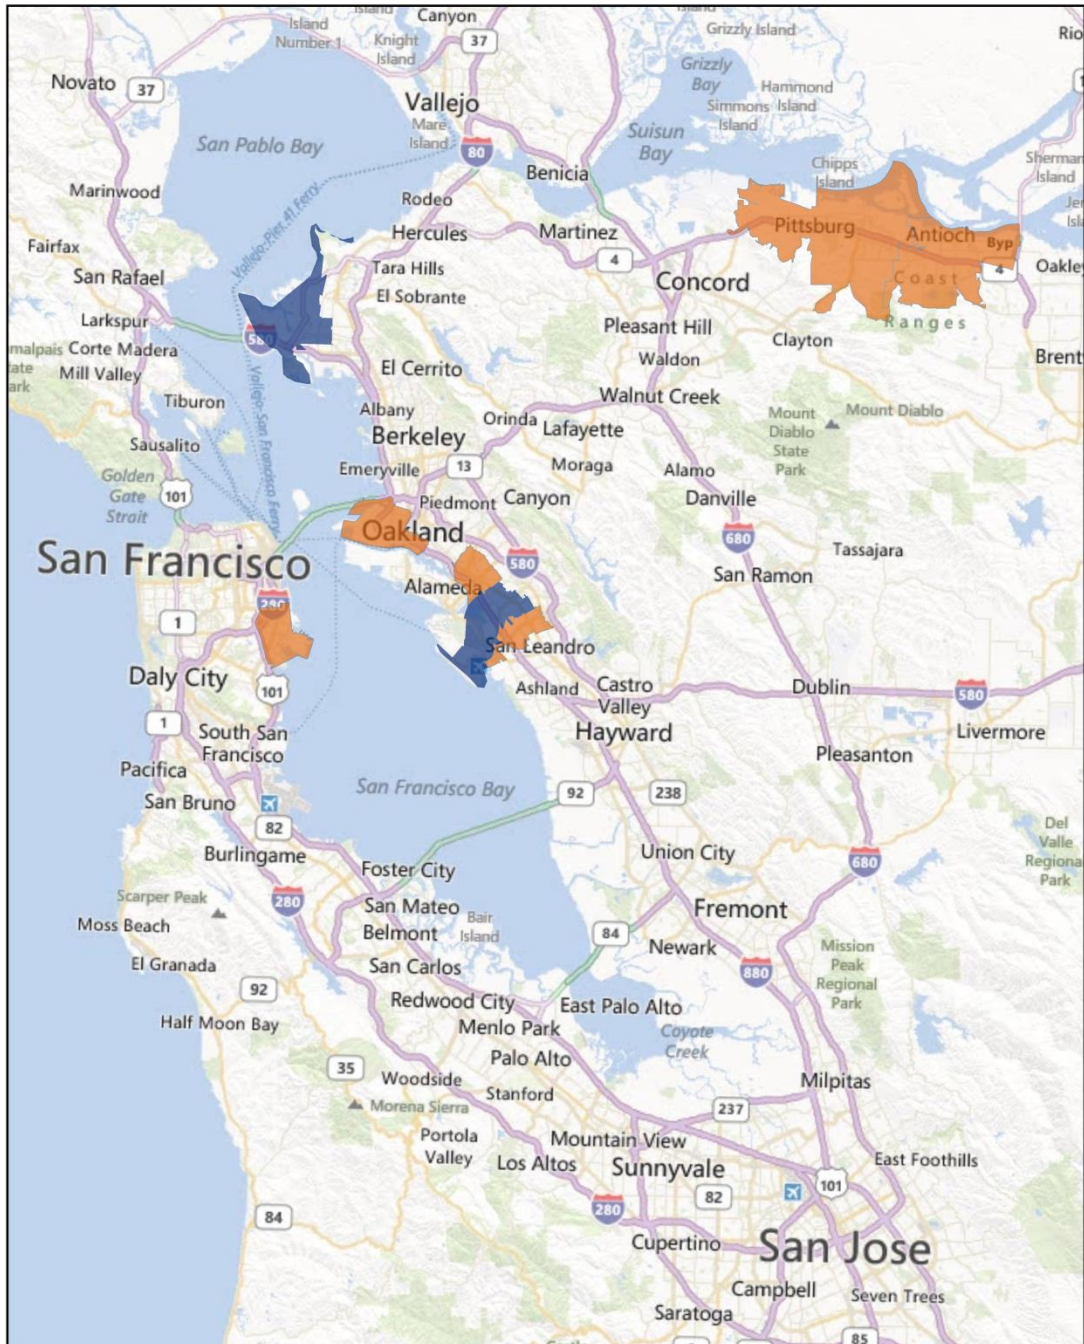 Island
Number 1
Knight
Island
Canyon
37
Island
Grizzly Island
Rio
Novato
37
Vallejo
Mare
Island
80
Grizzly
Bay
Hammond
Island
Simmons
Island
San Pablo Bay
Suisun
Bay
Benicia
Chipps
Island
Sherman
Island
Marinwood
Rodeo
Vallejo-Pier 41 Ferry
Fairfax
Hercules
Martinez
Pittsburg
Antioch
Byp
4
4
San Rafael
Tara Hills
Concord
Coast
Oakley
El Sobrante
Larkspur
580
Pleasant Hill
Ranges
Clayton
Corte Madera
Mill Valley
El Cerrito
Waldon
Brent
Vallejo-San Francisco Ferry
Tiburon
Albany
Orinda
Lafayette
Walnut Creek
Mount
Diablo
State
Park
Mount Diablo
Sausalito
Berkeley
Golden
Gate
Strait
101
Emeryville
13
Moraga
Alamo
Piedmont
Canyon
Danville
Oakland
680
San Francisco
580
Tassajara
Alameda
San Ramon
280
1
San Leandro
Daly City
101
Ashland
Castro
Valley
Dublin
580
1
South San
Francisco
Hayward
Livermore
Pacifica
Pleasanton
San Francisco Bay
92
238
San Bruno
82
Del
Valle
Regional
Park
Burlingame
Union City
680
Foster City
280
Scarper Peak
San Mateo
Bair
Island
Fremont
Moss Beach
Belmont
84
Newark
Mission
Peak
Regional
Park
El Granada
San Carlos
880
92
Redwood City
East Palo Alto
Half Moon Bay
Menlo Park
Coyote
Creek
Palo Alto
35
Woodside
Stanford
Milpitas
Morena Sierra
237
Portola
Valley
Mountain View
Los Altos
Sunnyvale
East Foothills
101
82
280
84
Cupertino
San Jose
Campbell
Seven Trees
Saratoga
85